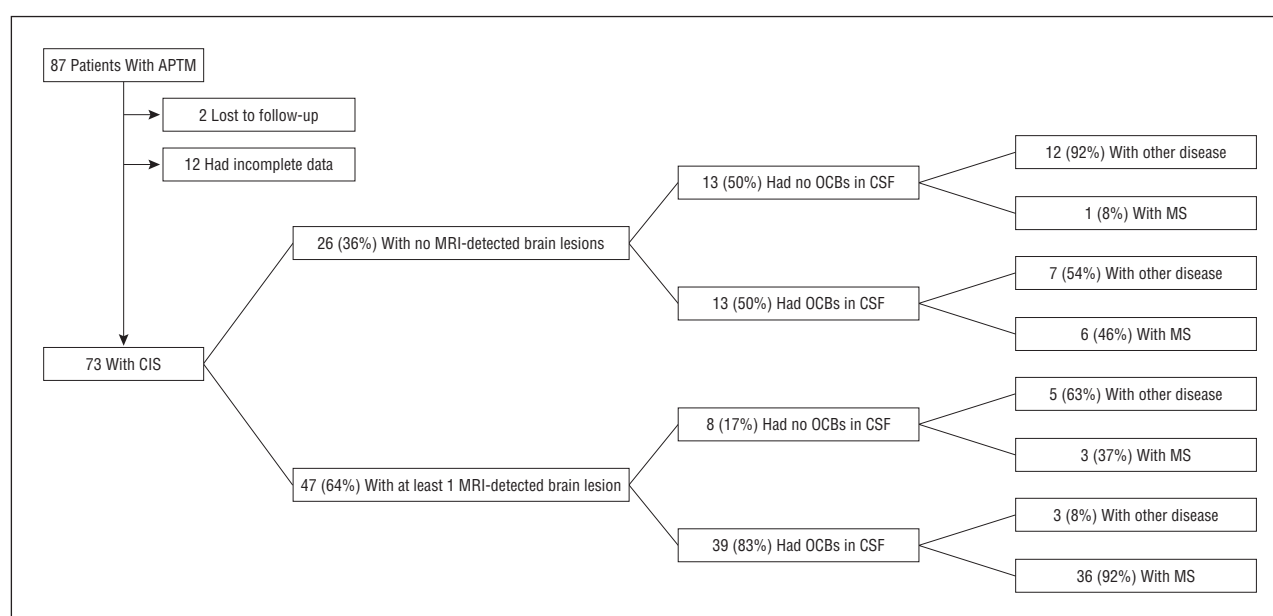 87 Patients With APTM
2 Lost to follow-up
12 Had incomplete data
73 With CIS
26 (36%) With no MRI-detected brain lesions
47 (64%) With at least 1 MRI-detected brain lesion
13 (50%) Had no OCBs in CSF
13 (50%) Had OCBs in CSF
8 (17%) Had no OCBs in CSF
39 (83%) Had OCBs in CSF
12 (92%) With other disease
1 (8%) With MS
7 (54%) With other disease
6 (46%) With MS
5 (63%) With other disease
3 (37%) With MS
3 (8%) With other disease
36 (92%) With MS